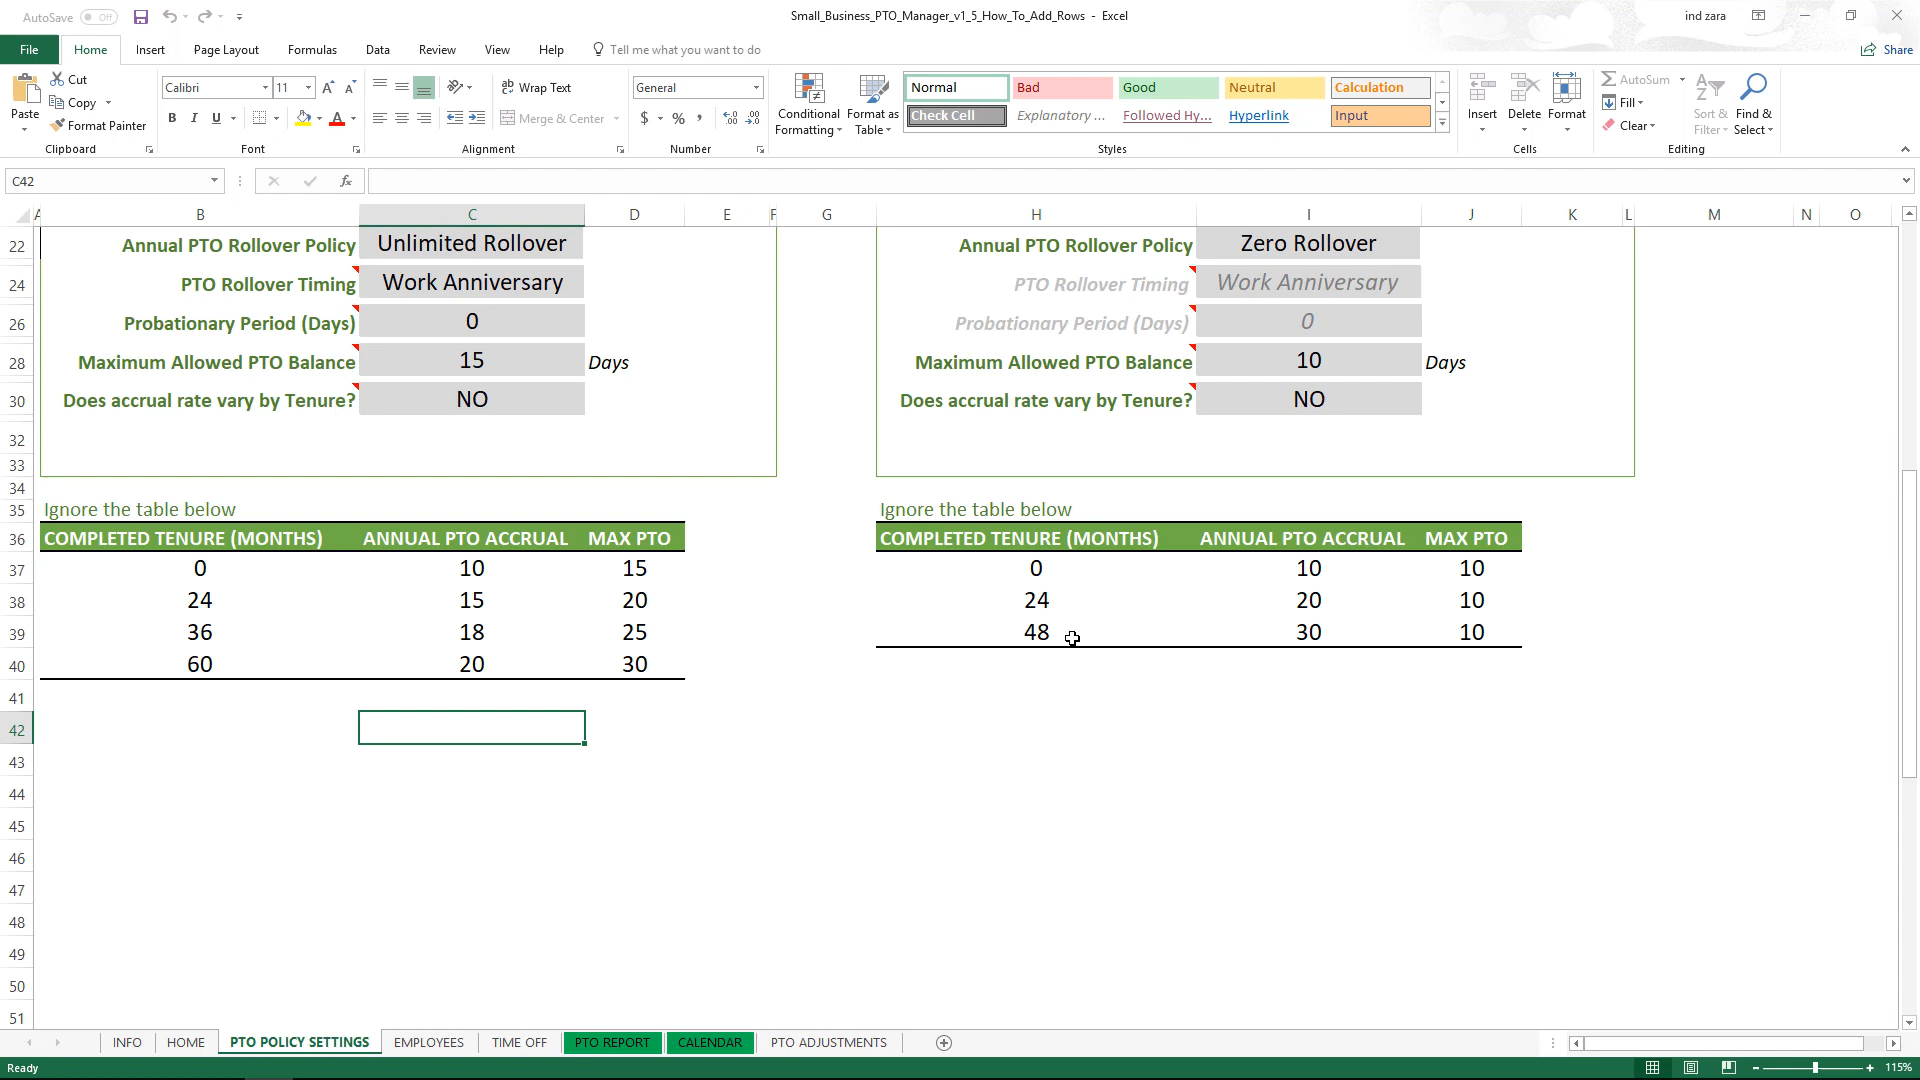 AutoSave Off
Small_Business_PTO_Manager_v1_5_How_To_Add_Rows - Excel
ind zara
File Home Insert Page Layout Formulas Data Review View Help Tell me what you want to do Share
Paste
Cut
Copy
Format Painter
Clipboard
Calibri 11
A A
B I U A
Font
Wrap Text
Merge & Center
Alignment
General
$ % ,
Number
Conditional Formatting
Format as Table
Normal Bad Good Neutral Calculation
Check Cell Explanatory ... Followed Hy... Hyperlink Input
Styles
Insert Delete Format
Cells
AutoSum
Fill
Clear
Sort & Filter
Find & Select
Editing
C42 fx
A B C D E F G H I J K L M N O
22 Annual PTO Rollover Policy Unlimited Rollover Annual PTO Rollover Policy Zero Rollover
24 PTO Rollover Timing Work Anniversary PTO Rollover Timing Work Anniversary
26 Probationary Period (Days) 0 Probationary Period (Days) 0
28 Maximum Allowed PTO Balance 15 Days Maximum Allowed PTO Balance 10 Days
30 Does accrual rate vary by Tenure? NO Does accrual rate vary by Tenure? NO
32
33
34
35 Ignore the table below Ignore the table below
36 COMPLETED TENURE (MONTHS) ANNUAL PTO ACCRUAL MAX PTO COMPLETED TENURE (MONTHS) ANNUAL PTO ACCRUAL MAX PTO
37 0 10 15 0 10 10
38 24 15 20 24 20 10
39 36 18 25 48 30 10
40 60 20 30
41
42
43
44
45
46
47
48
49
50
51
INFO HOME PTO POLICY SETTINGS EMPLOYEES TIME OFF PTO REPORT CALENDAR PTO ADJUSTMENTS
Ready 115%